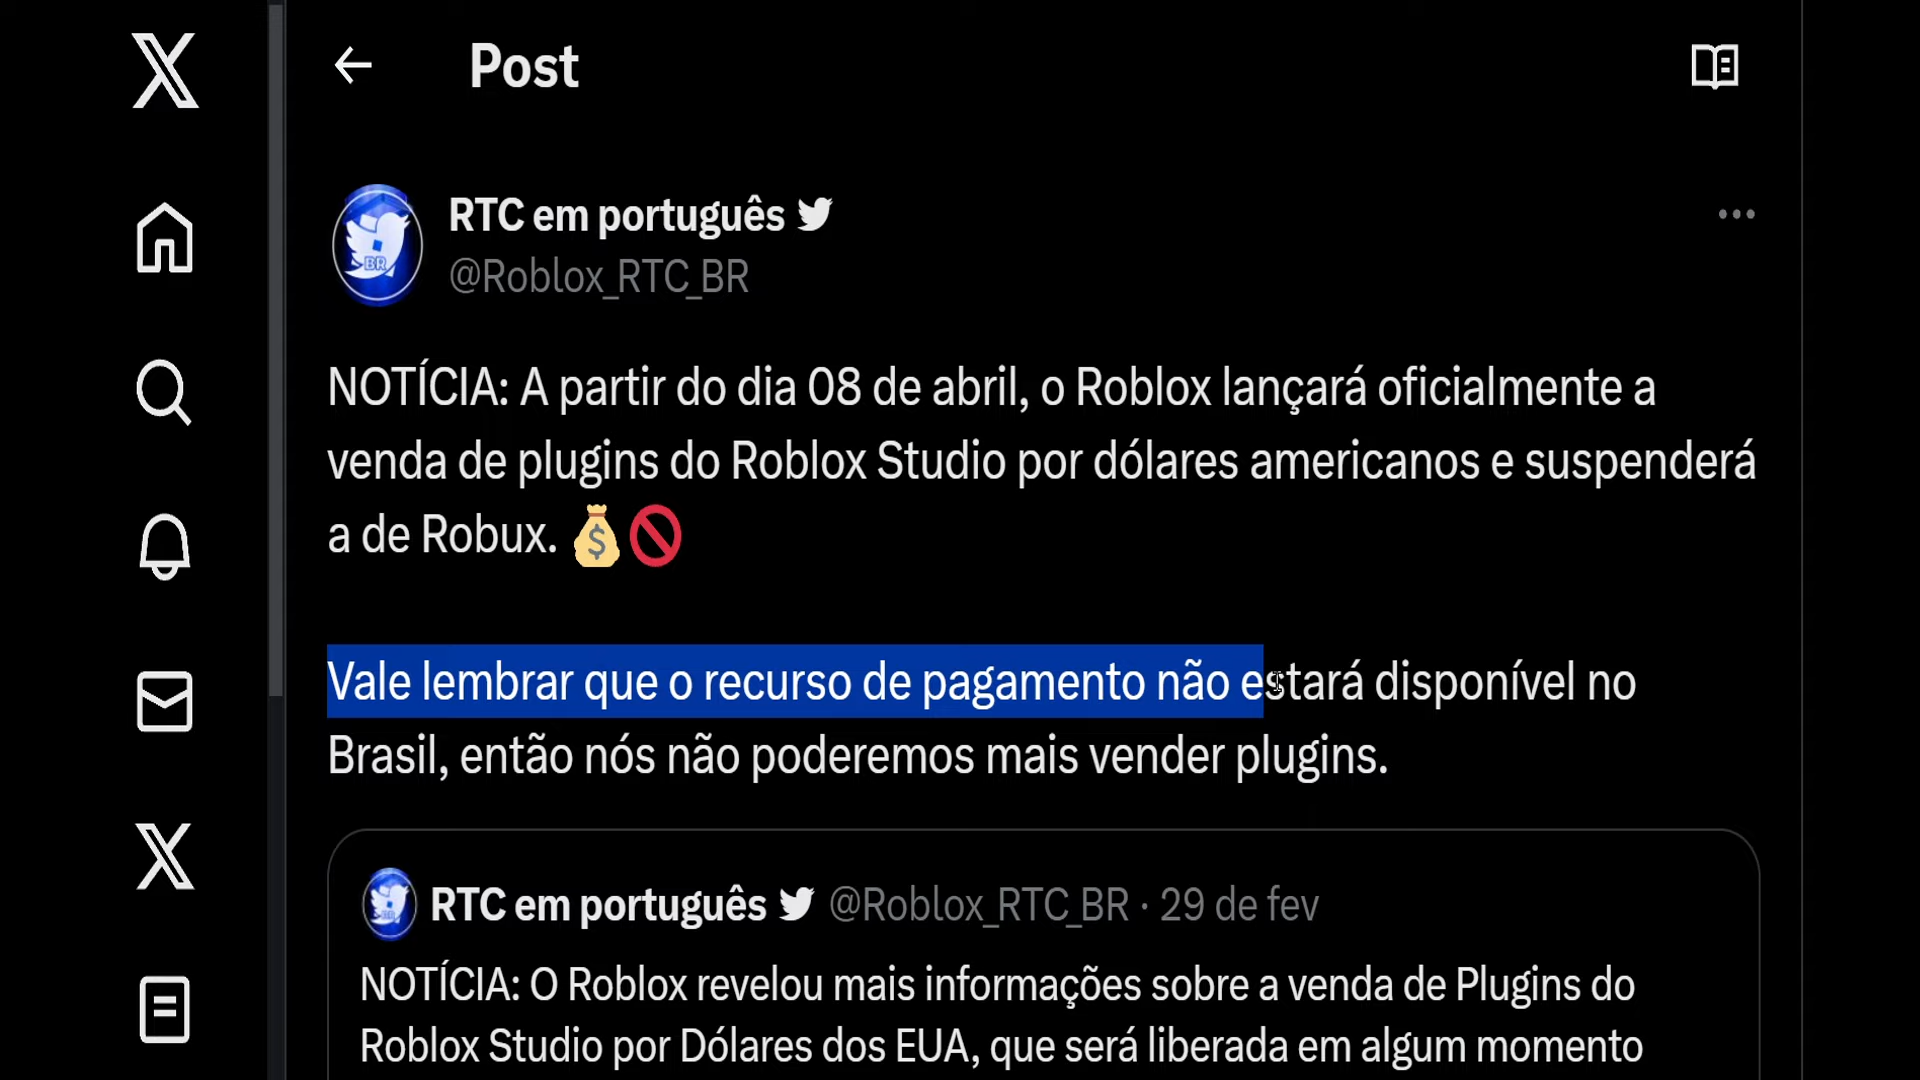 Post
RTC em português
@Roblox_RTC_BR
NOTÍCIA: A partir do dia 08 de abril, o Roblox lançará oficialmente a
venda de plugins do Roblox Studio por dólares americanos e suspenderá
a de Robux. 💰🚫
Vale lembrar que o recurso de pagamento não estará disponível no
Brasil, então nós não poderemos mais vender plugins.
RTC em português @Roblox_RTC_BR · 29 de fev
NOTÍCIA: O Roblox revelou mais informações sobre a venda de Plugins do
Roblox Studio por Dólares dos EUA, que será liberada em algum momento